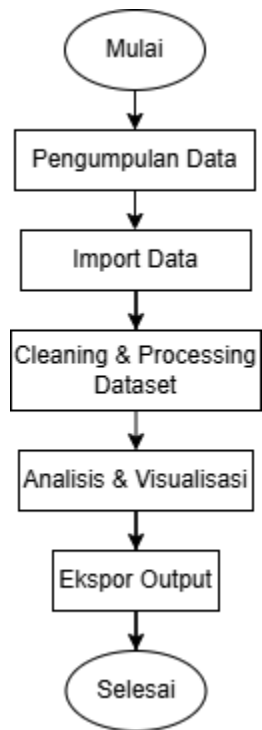 Mulai
Pengumpulan Data
Import Data
Cleaning & Processing
Dataset
Analisis & Visualisasi
Ekspor Output
Selesai